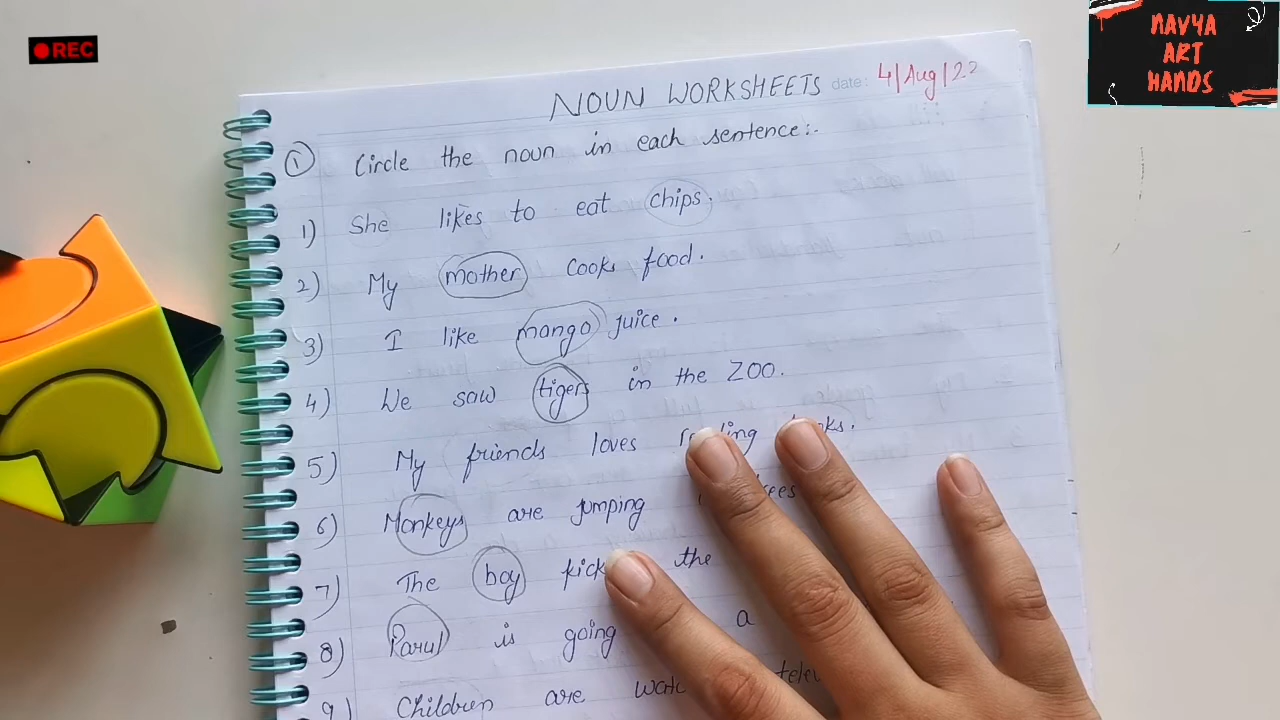 REC
NAVYA
ART
HANDS
NOUN WORKSHEETS date: 4/Aug/22
1 Circle the noun in each sentence:-
1) She likes to eat chips.
2) My mother cooks food.
3) I like mango juice.
4) We saw tigers in the ZOO.
5) My friends loves
6) Monkeys are jumping
7) The boy the
8) Parul is going a
9) Children are